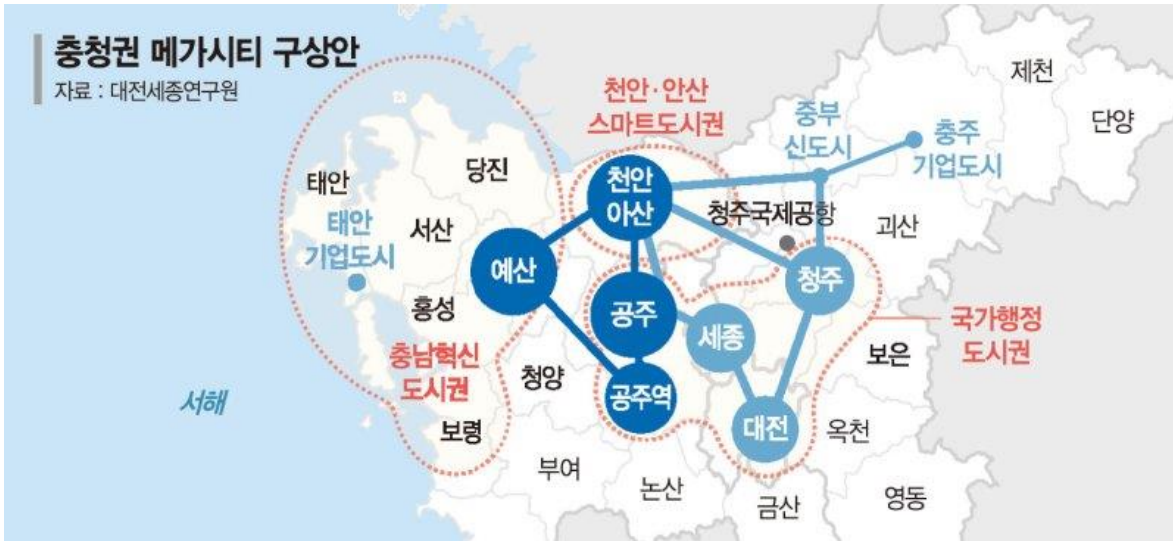 충청권 메가시티 구상안
자료 : 대전세종연구원
천안·안산
스마트도시권
중부
신도시
충주
기업도시
제천
단양
태안
당진
천안
아산
서산
태안
기업도시
청주국제공항
괴산
예산
청주
홍성
공주
세종
국가행정
도시권
충남혁신
도시권
청양
보은
공주역
서해
보령
대전
옥천
부여
논산
금산
영동